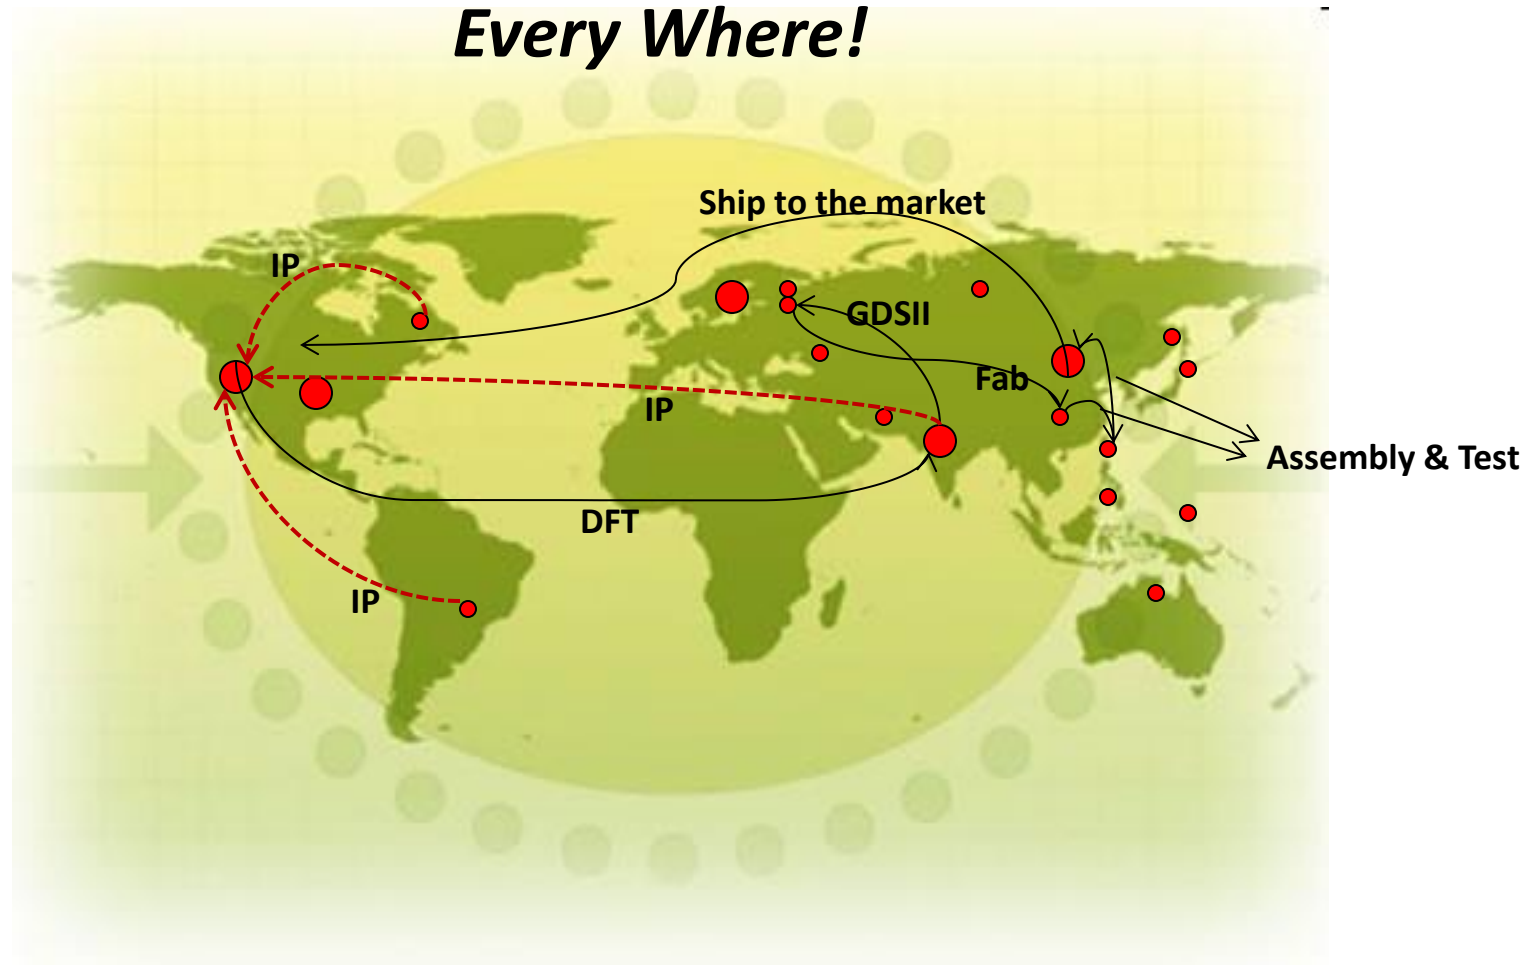 Every Where!
Ship to the market
IP
GDSII
Fab
IP
Assembly & Test
DFT
IP